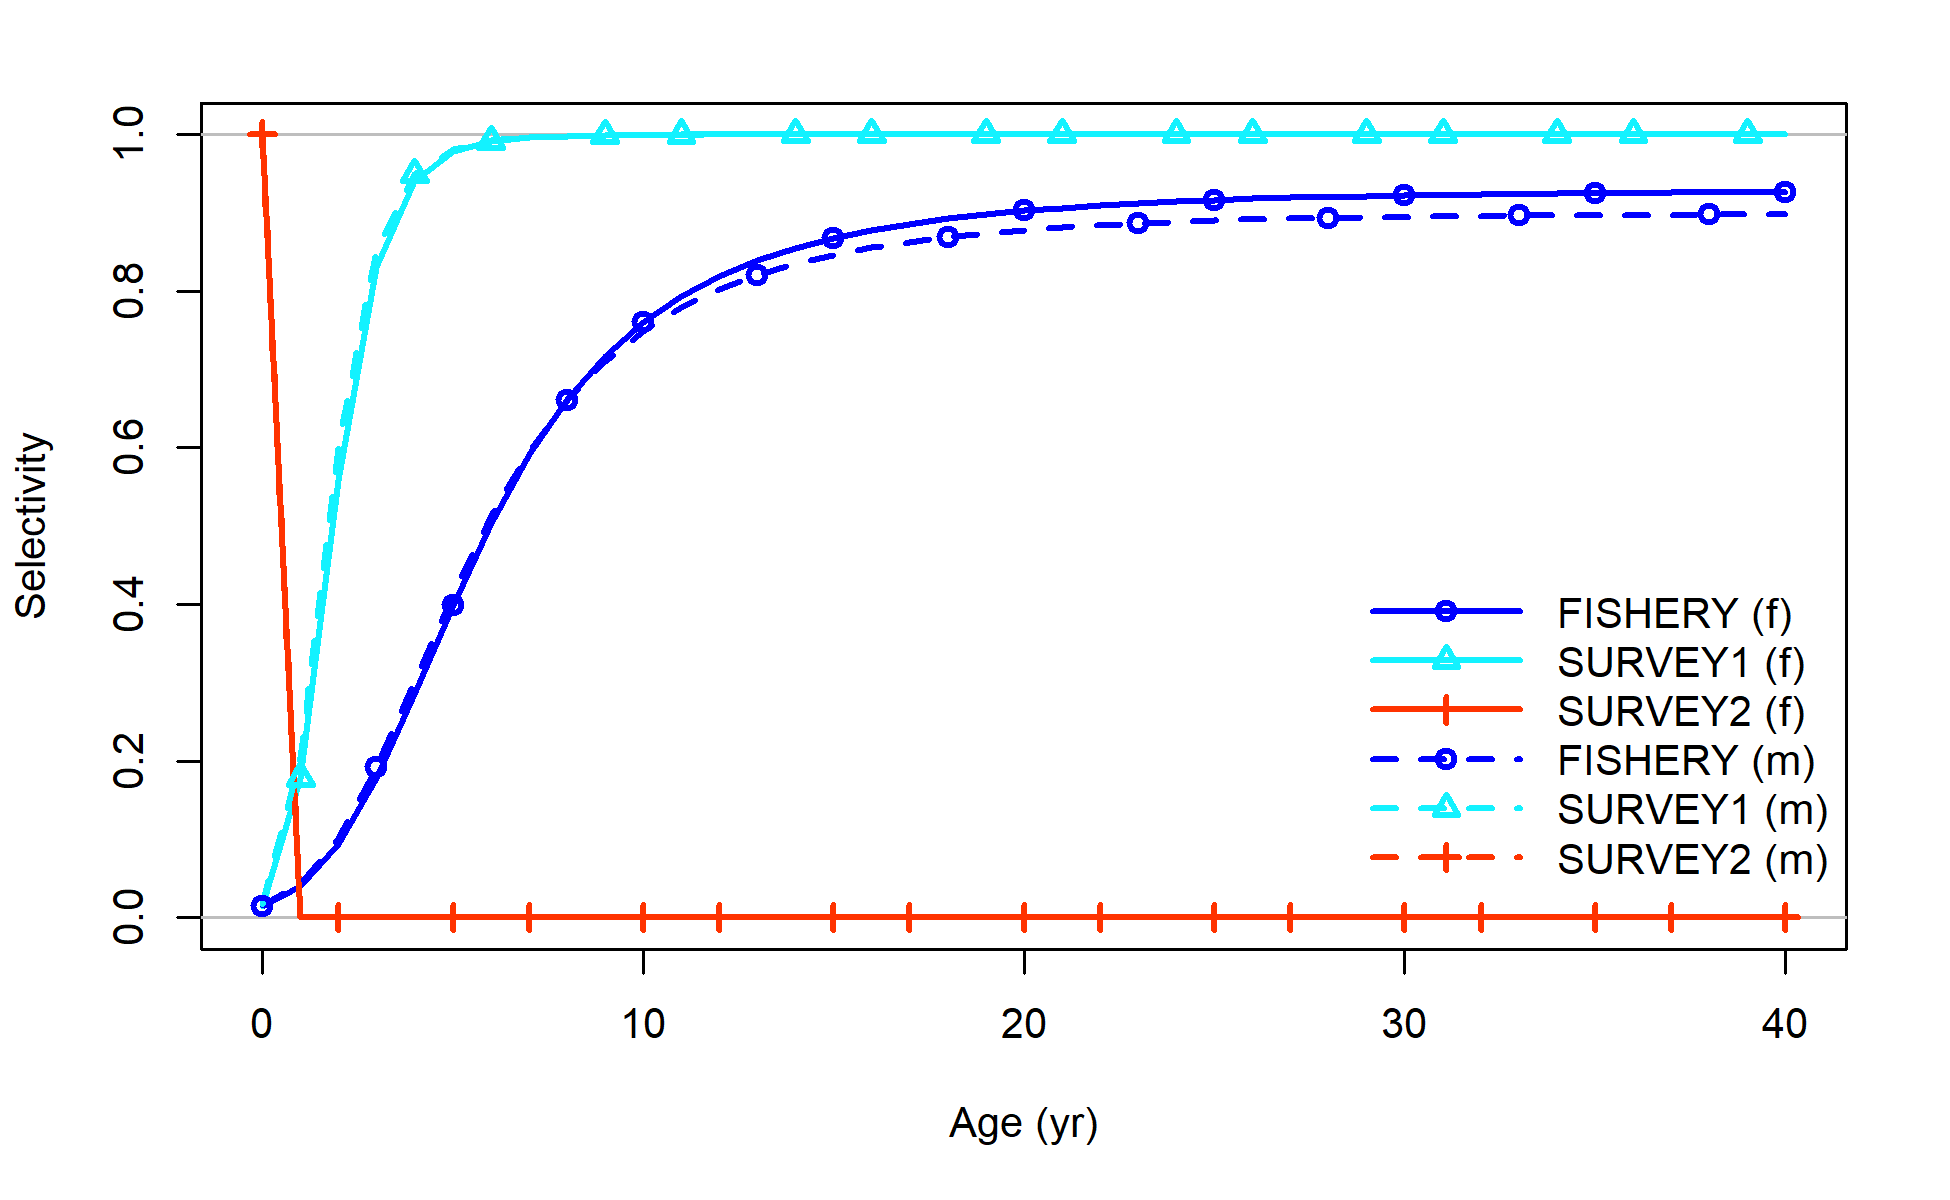 1.0
0.8
0.6
0.4
0.2
0.0
Selectivity
FISHERY (f)
SURVEY1 (f)
SURVEY2 (f)
FISHERY (m)
SURVEY1 (m)
SURVEY2 (m)
0 10 20 30 40
Age (yr)